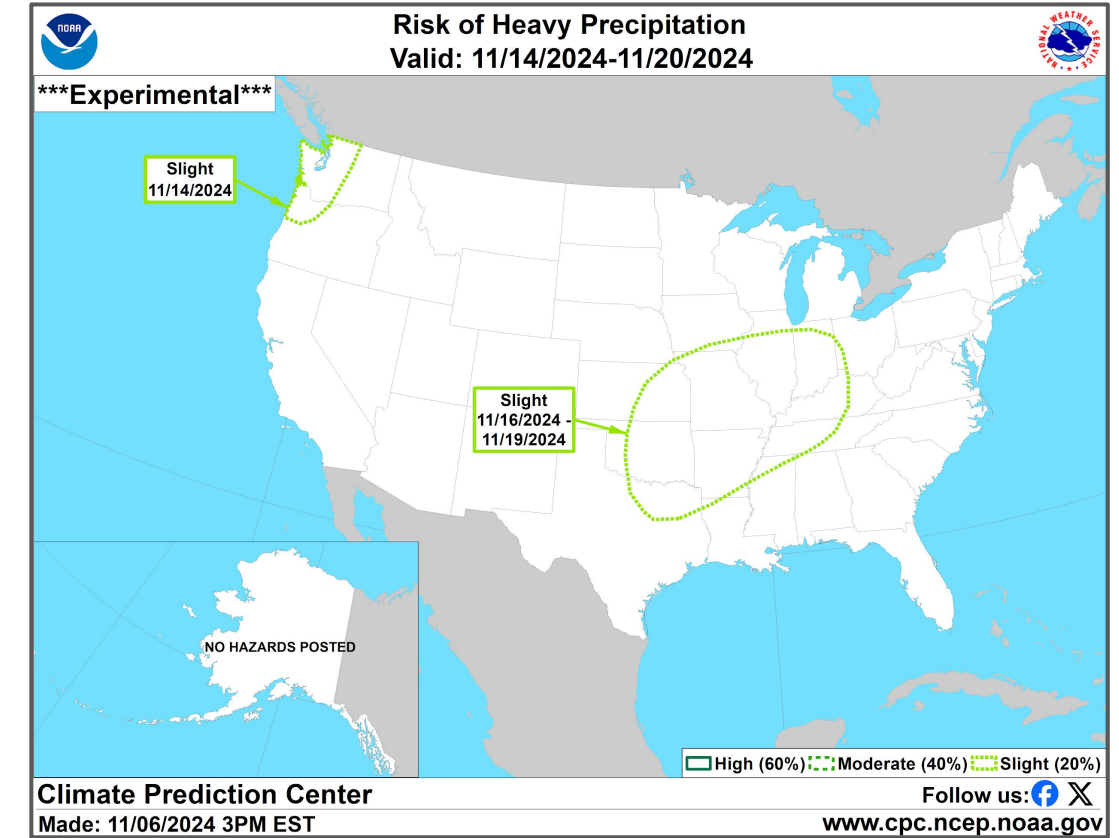 NOAA
Risk of Heavy Precipitation
Valid: 11/14/2024-11/20/2024
NATIONAL WEATHER SERVICE
***Experimental***
Slight
11/14/2024
Slight
11/16/2024 -
11/19/2024
NO HAZARDS POSTED
High (60%) Moderate (40%) Slight (20%)
Climate Prediction Center
Follow us:
Made: 11/06/2024 3PM EST
www.cpc.ncep.noaa.gov